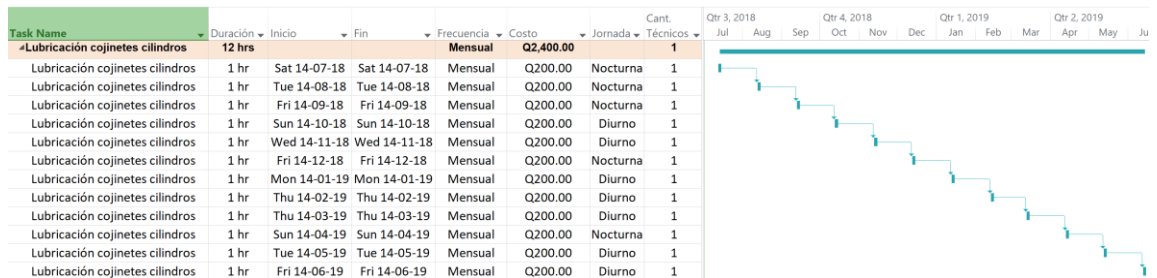 Cant. Qtr 3, 2018 Qtr 4, 2018 Qtr 1, 2019 Qtr 2, 2019
Task Name Duración Inicio Fin Frecuencia Costo Jornada Técnicos Jul Aug Sep Oct Nov Dec Jan Feb Mar Apr May Ju
Lubricación cojinetes cilindros 12 hrs Mensual Q2,400.00 1
Lubricación cojinetes cilindros 1 hr Sat 14-07-18 Sat 14-07-18 Mensual Q200.00 Nocturna 1
Lubricación cojinetes cilindros 1 hr Tue 14-08-18 Tue 14-08-18 Mensual Q200.00 Nocturna 1
Lubricación cojinetes cilindros 1 hr Fri 14-09-18 Fri 14-09-18 Mensual Q200.00 Nocturna 1
Lubricación cojinetes cilindros 1 hr Sun 14-10-18 Sun 14-10-18 Mensual Q200.00 Diurno 1
Lubricación cojinetes cilindros 1 hr Wed 14-11-18 Wed 14-11-18 Mensual Q200.00 Diurno 1
Lubricación cojinetes cilindros 1 hr Fri 14-12-18 Fri 14-12-18 Mensual Q200.00 Nocturna 1
Lubricación cojinetes cilindros 1 hr Mon 14-01-19 Mon 14-01-19 Mensual Q200.00 Diurno 1
Lubricación cojinetes cilindros 1 hr Thu 14-02-19 Thu 14-02-19 Mensual Q200.00 Diurno 1
Lubricación cojinetes cilindros 1 hr Thu 14-03-19 Thu 14-03-19 Mensual Q200.00 Diurno 1
Lubricación cojinetes cilindros 1 hr Sun 14-04-19 Sun 14-04-19 Mensual Q200.00 Nocturna 1
Lubricación cojinetes cilindros 1 hr Tue 14-05-19 Tue 14-05-19 Mensual Q200.00 Diurno 1
Lubricación cojinetes cilindros 1 hr Fri 14-06-19 Fri 14-06-19 Mensual Q200.00 Diurno 1